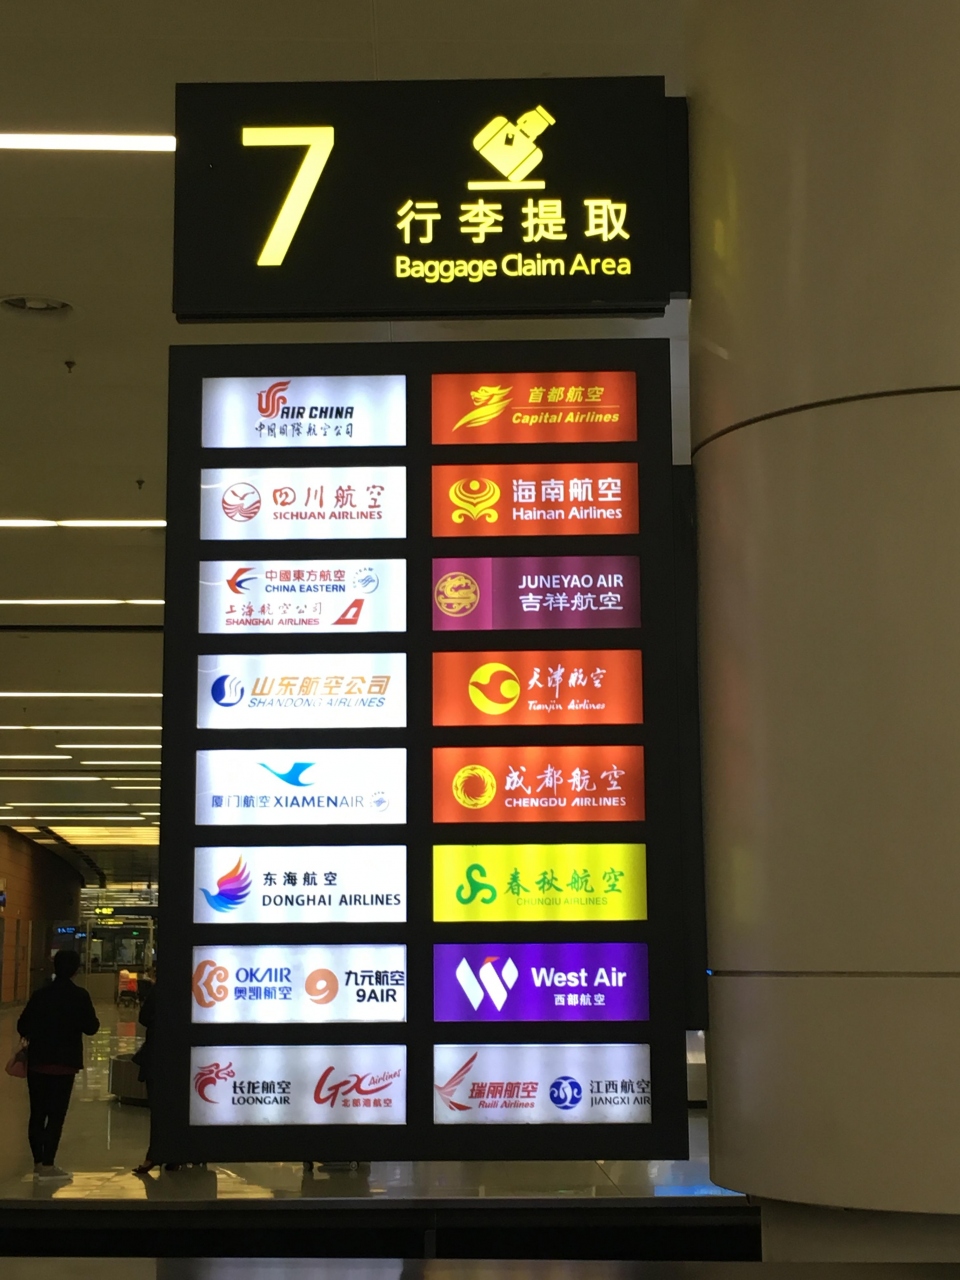 7
行李提取
Baggage Claim Area
AIR CHINA
中国国際航空公司
首都航空
Capital Airlines
四川航空
SICHUAN AIRLINES
海南航空
Hainan Airlines
中國東方航空
CHINA EASTERN
上海航空公司
SHANGHAI AIRLINES
JUNEYAO AIR
吉祥航空
山东航空公司
SHANDONG AIRLINES
天津航空
Tianjin Airlines
厦门航空 XIAMENAIR
成都航空
CHENGDU AIRLINES
东海航空
DONGHAI AIRLINES
春秋航空
CHUNQIU AIRLINES
OKAIR
奥凯航空
九元航空
9AIR
West Air
西部航空
长龙航空
LOONGAIR
GX Airlines
北部湾航空
瑞丽航空
Ruili Airlines
江西航空
JIANGXI AIR